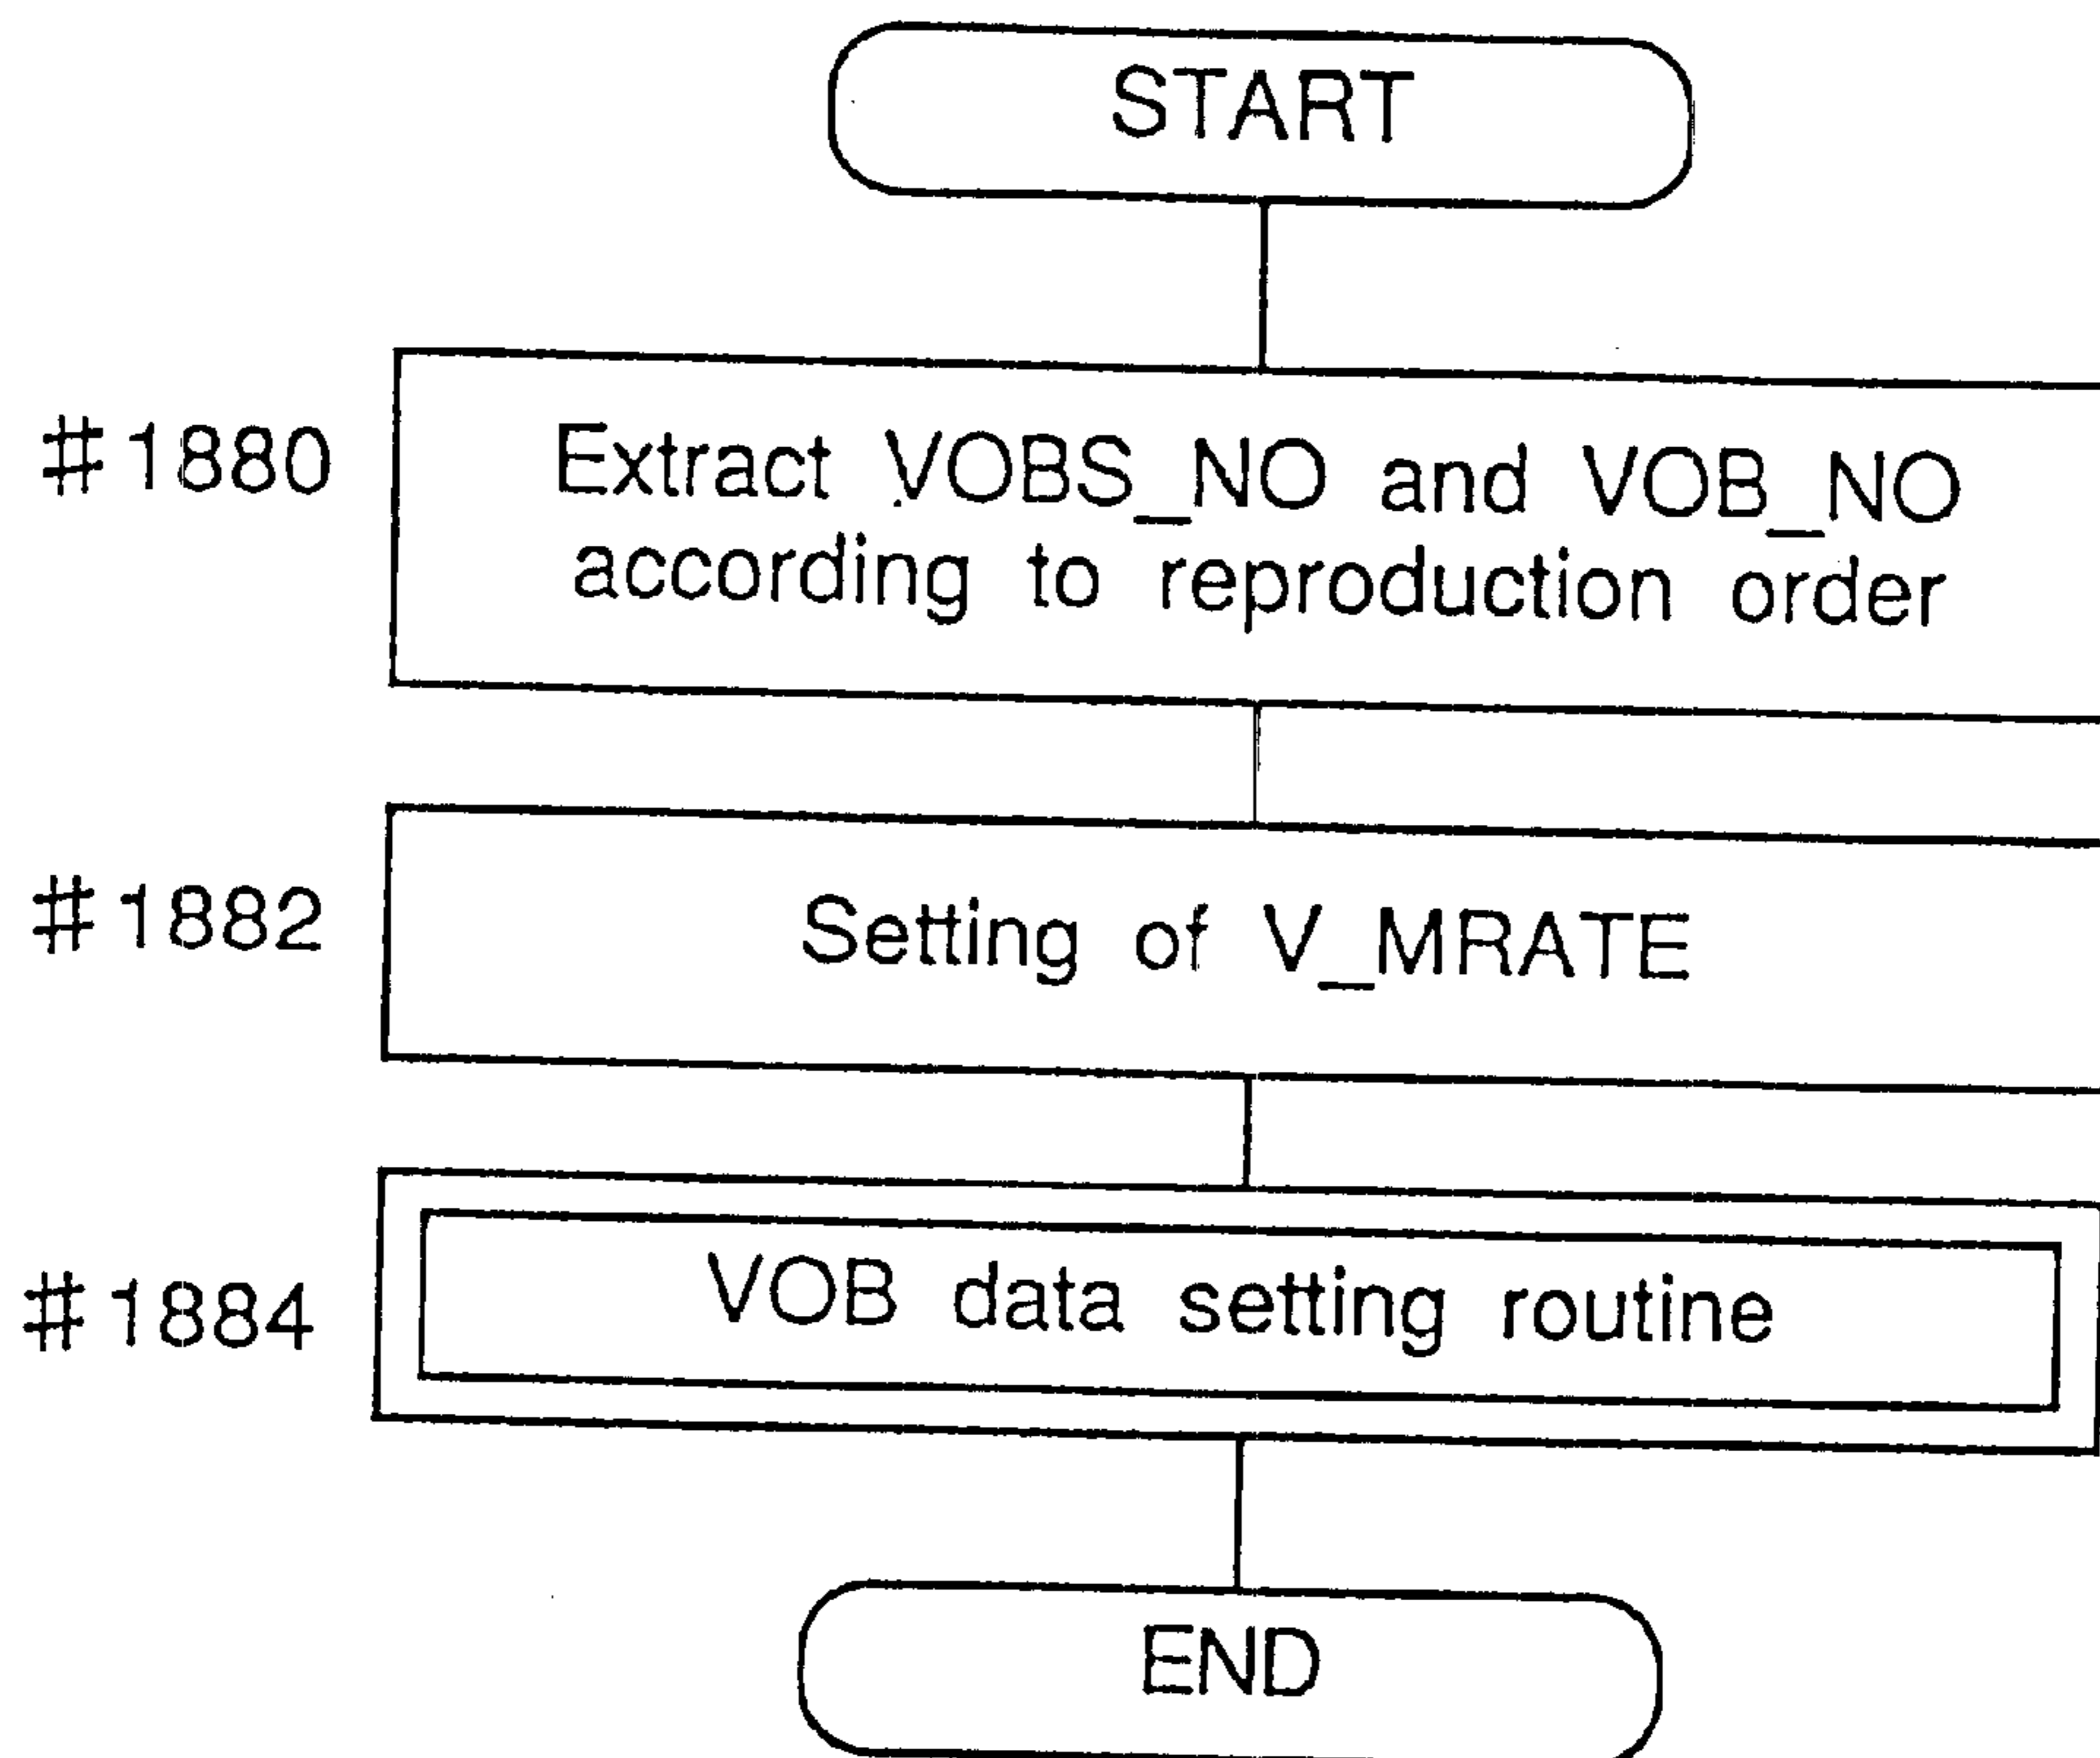 START
#1880
Extract VOBS_NO and VOB_NO
according to reproduction order
#1882
Setting of V_MRATE
#1884
VOB data setting routine
END